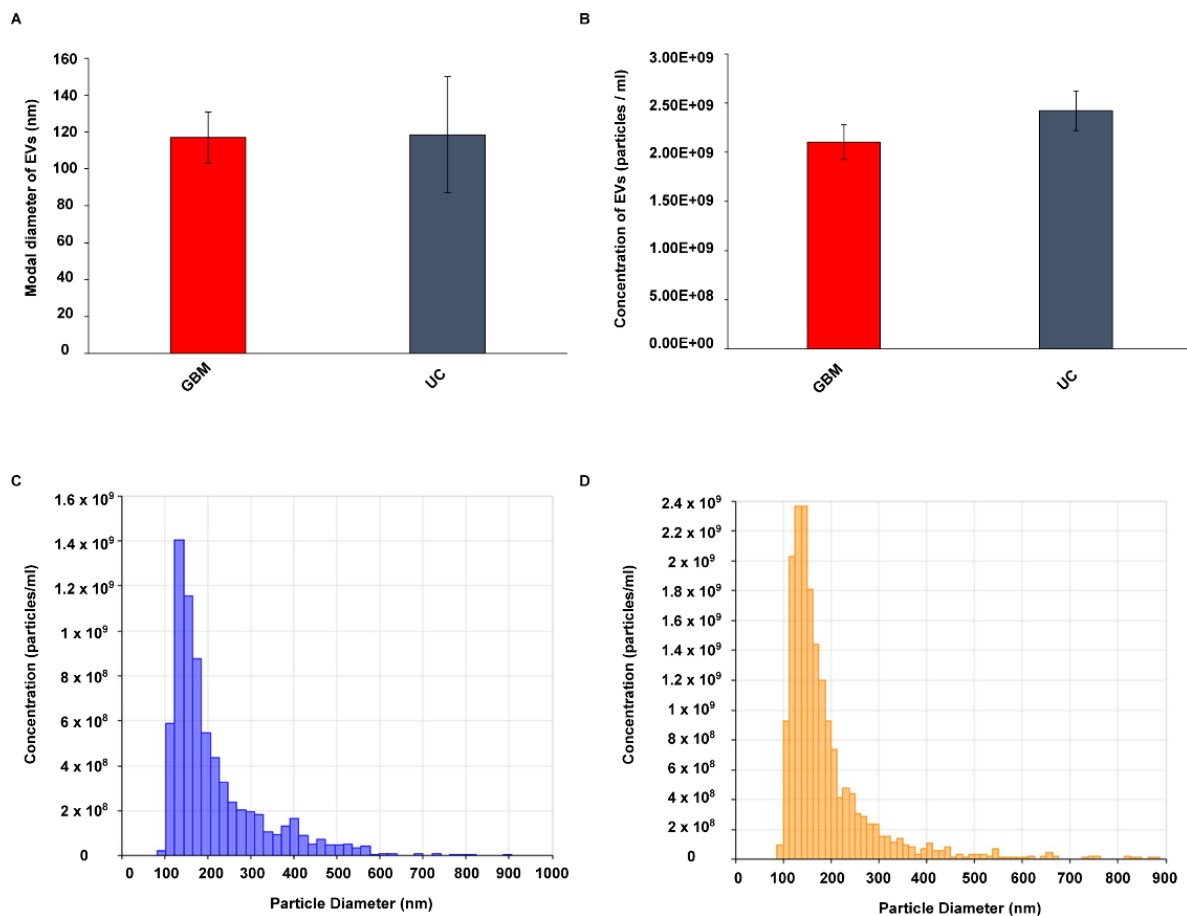 A
Modal diameter of EVs (nm)
160
140
120
100
80
60
40
20
0
GBM
UC
B
Concentration of EVs (particles / ml)
3.00E+09
2.50E+09
2.00E+09
1.50E+09
1.00E+09
5.00E+08
0.00E+00
GBM
UC
C
Concentration (particles/ml)
1.6 x 10⁹
1.4 x 10⁹
1.2 x 10⁹
1 x 10⁹
8 x 10⁸
6 x 10⁸
4 x 10⁸
2 x 10⁸
0
0 100 200 300 400 500 600 700 800 900 1000
Particle Diameter (nm)
D
Concentration (particles/ml)
2.4 x 10⁹
2.2 x 10⁹
2 x 10⁹
1.8 x 10⁹
1.6 x 10⁹
1.4 x 10⁹
1.2 x 10⁹
1 x 10⁹
8 x 10⁸
6 x 10⁸
4 x 10⁸
2 x 10⁸
0
0 100 200 300 400 500 600 700 800 900
Particle Diameter (nm)